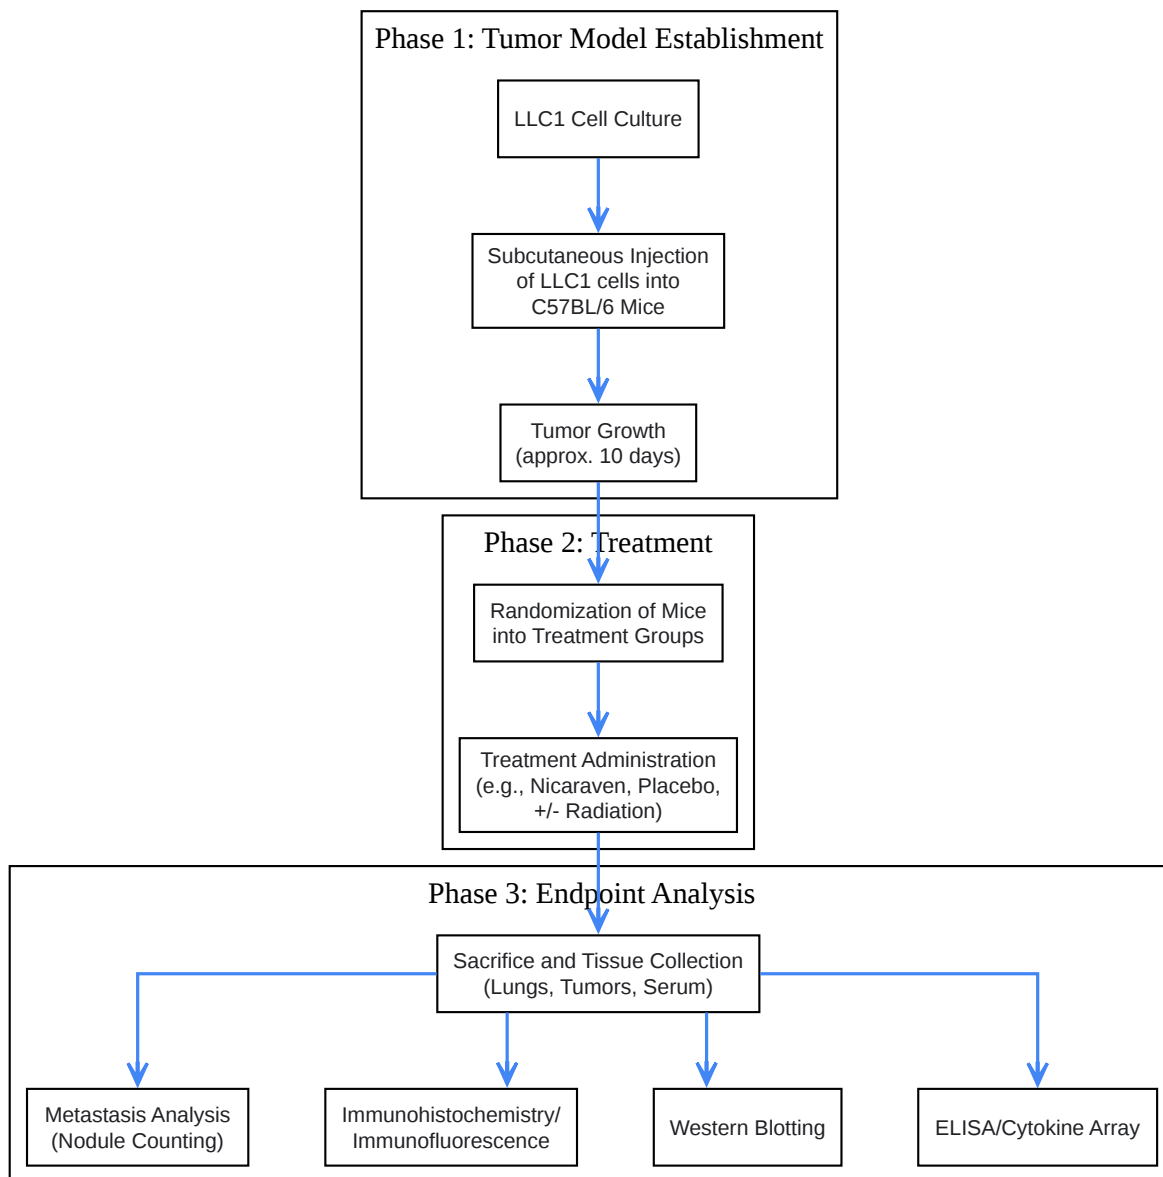 Phase 1: Tumor Model Establishment
LLC1 Cell Culture
Subcutaneous Injection
of LLC1 cells into
C57BL/6 Mice
Tumor Growth
(approx. 10 days)
Phase 2: Treatment
Randomization of Mice
into Treatment Groups
Treatment Administration
(e.g., Nicaraven, Placebo,
+/- Radiation)
Phase 3: Endpoint Analysis
Sacrifice and Tissue Collection
(Lungs, Tumors, Serum)
Metastasis Analysis
(Nodule Counting)
Immunohistochemistry/
Immunofluorescence
Western Blotting
ELISA/Cytokine Array